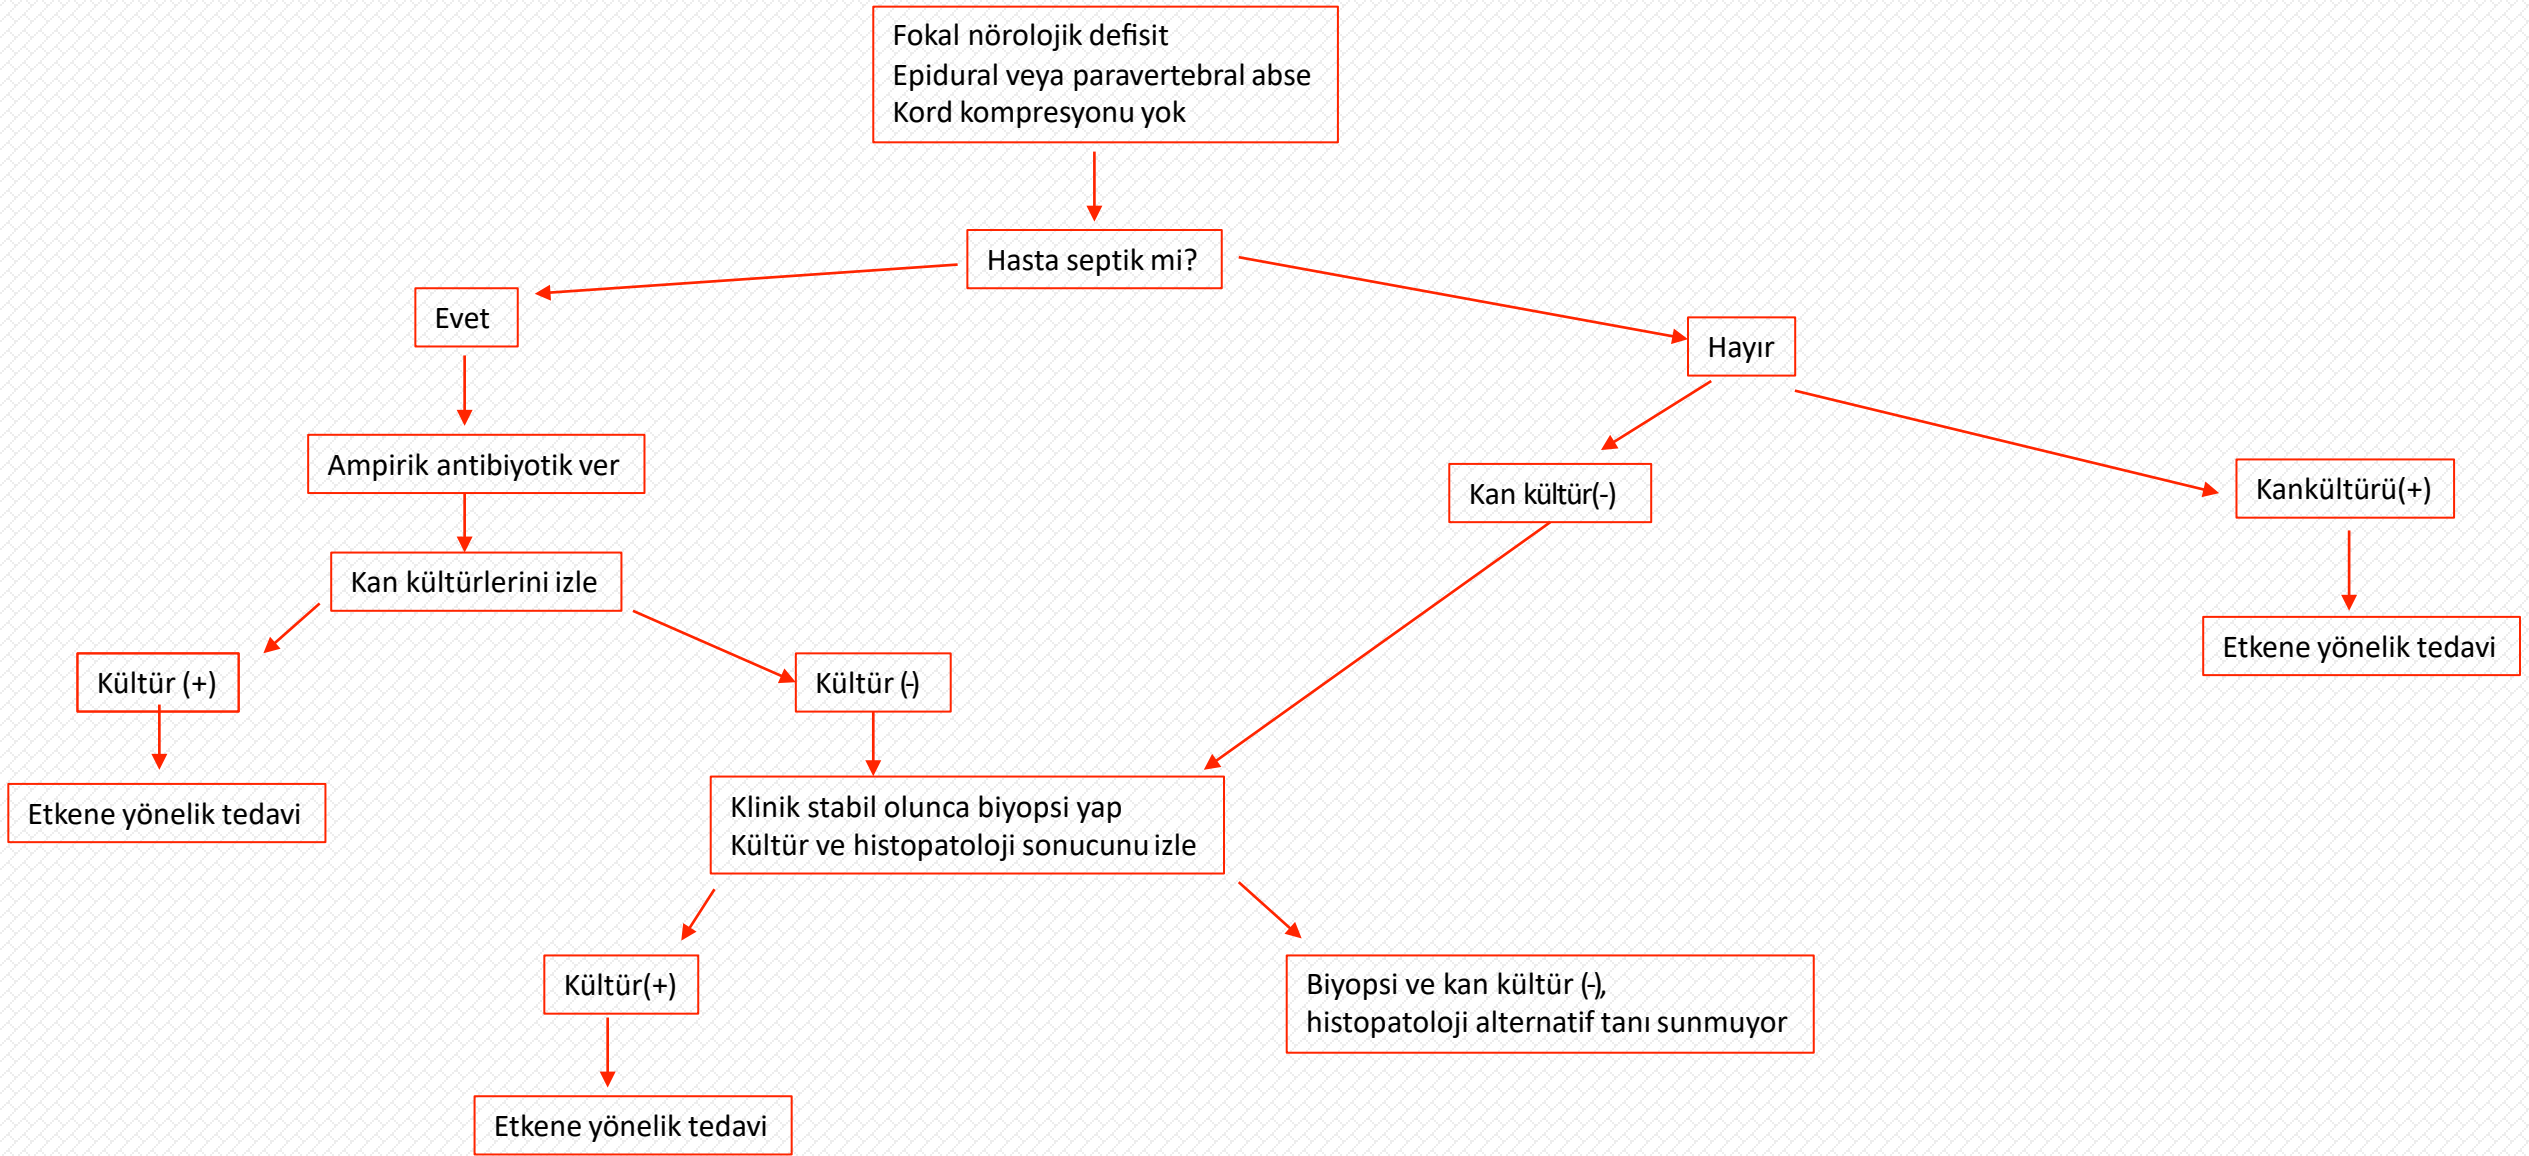 Fokal nörolojik defisit
Epidural veya paravertebral abse
Kord kompresyonu yok
Hasta septik mi?
Evet
Hayır
Ampirik antibiyotik ver
Kan kültür(-)
Kankültürü(+)
Kan kültürlerini izle
Etkene yönelik tedavi
Kültür (+)
Kültür (-)
Etkene yönelik tedavi
Klinik stabil olunca biyopsi yap
Kültür ve histopatoloji sonucunu izle
Kültür(+)
Biyopsi ve kan kültür (-),
histopatoloji alternatif tanı sunmuyor
Etkene yönelik tedavi